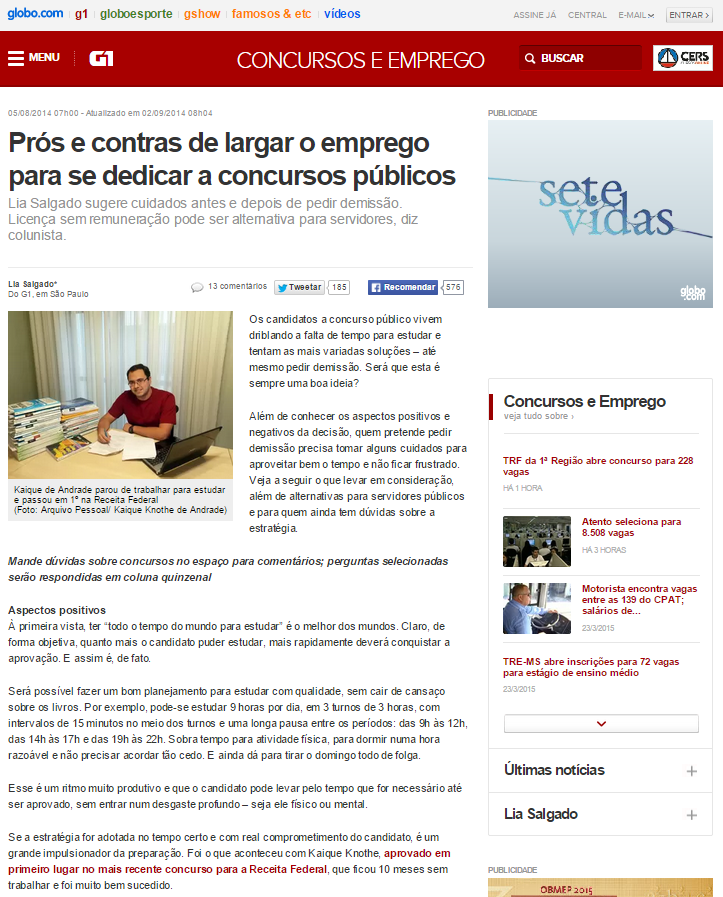 globo.com g1 globoesporte gshow famosos & etc vídeos ASSINE JÁ CENTRAL E-MAIL ENTRAR ›
MENU G1 CONCURSOS E EMPREGO BUSCAR CERS
05/08/2014 07h00 - Atualizado em 02/09/2014 08h04
Prós e contras de largar o emprego
para se dedicar a concursos públicos
Lia Salgado sugere cuidados antes e depois de pedir demissão.
Licença sem remuneração pode ser alternativa para servidores, diz
colunista.
Lia Salgado*
Do G1, em São Paulo
13 comentários Tweetar 185 Recomendar 576
Kaique de Andrade parou de trabalhar para estudar
e passou em 1º na Receita Federal
(Foto: Arquivo Pessoal/ Kaique Knothe de Andrade)
Os candidatos a concurso público vivem
driblando a falta de tempo para estudar e
tentam as mais variadas soluções – até
mesmo pedir demissão. Será que esta é
sempre uma boa ideia?
Além de conhecer os aspectos positivos e
negativos da decisão, quem pretende pedir
demissão precisa tomar alguns cuidados para
aproveitar bem o tempo e não ficar frustrado.
Veja a seguir o que levar em consideração,
além de alternativas para servidores públicos
e para quem ainda tem dúvidas sobre a
estratégia.
Mande dúvidas sobre concursos no espaço para comentários; perguntas selecionadas
serão respondidas em coluna quinzenal
Aspectos positivos
À primeira vista, ter “todo o tempo do mundo para estudar” é o melhor dos mundos. Claro, de
forma objetiva, quanto mais o candidato puder estudar, mais rapidamente deverá conquistar a
aprovação. E assim é, de fato.
Será possível fazer um bom planejamento para estudar com qualidade, sem cair de cansaço
sobre os livros. Por exemplo, pode-se estudar 9 horas por dia, em 3 turnos de 3 horas, com
intervalos de 15 minutos no meio dos turnos e uma longa pausa entre os períodos: das 9h às 12h,
das 14h às 17h e das 19h às 22h. Sobra tempo para atividade física, para dormir numa hora
razoável e não precisar acordar tão cedo. E ainda dá para tirar o domingo todo de folga.
Esse é um ritmo muito produtivo e que o candidato pode levar pelo tempo que for necessário até
ser aprovado, sem entrar num desgaste profundo – seja ele físico ou mental.
Se a estratégia for adotada no tempo certo e com real comprometimento do candidato, é um
grande impulsionador da preparação. Foi o que aconteceu com Kaique Knothe, aprovado em
primeiro lugar no mais recente concurso para a Receita Federal, que ficou 10 meses sem
trabalhar e foi muito bem sucedido.
PUBLICIDADE
sete
vidas
globo
.com
Concursos e Emprego
veja tudo sobre ›
TRF da 1ª Região abre concurso para 228
vagas
HÁ 1 HORA
Atento seleciona para
8.508 vagas
HÁ 3 HORAS
Motorista encontra vagas
entre as 139 do CPAT;
salários de...
23/3/2015
TRE-MS abre inscrições para 72 vagas
para estágio de ensino médio
23/3/2015
Últimas notícias +
Lia Salgado +
PUBLICIDADE
OBMEP 2015